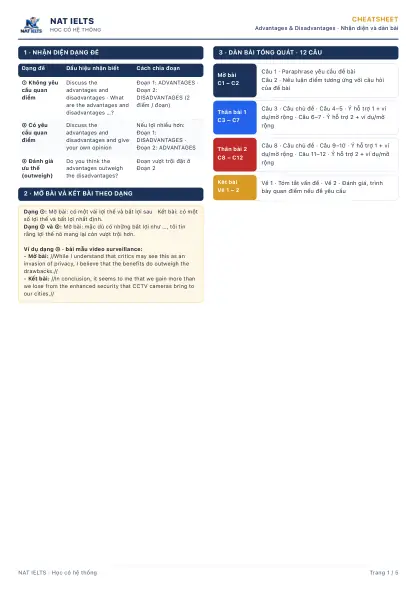 NAT IELTS
HỌC CÓ HỆ THỐNG
CHEATSHEET
Advantages & Disadvantages · Nhận diện và dàn bài
1 · NHẬN DIỆN DẠNG ĐỀ
Dạng đề Dấu hiệu nhận biết Cách chia đoạn
① Không yêu cầu quan điểm
Discuss the advantages and disadvantages · What are the advantages and disadvantages ...?
Đoạn 1: ADVANTAGES · Đoạn 2: DISADVANTAGES (2 điểm / đoạn)
② Có yêu cầu quan điểm
Discuss the advantages and disadvantages and give your own opinion
Nếu lợi nhiều hơn: Đoạn 1: DISADVANTAGES · Đoạn 2: ADVANTAGES
③ Đánh giá ưu thế (outweigh)
Do you think the advantages outweigh the disadvantages?
Đoạn vượt trội đặt ở Đoạn 2
2 · MỞ BÀI VÀ KẾT BÀI THEO DẠNG
Dạng ①: Mở bài: có một vài lợi thế và bất lợi sau · Kết bài: có một
số lợi thế và bất lợi nhất định.
Dạng ② và ③: Mở bài: mặc dù có những bất lợi như ..., tôi tin
rằng lợi thế nó mang lại còn vượt trội hơn.
Ví dụ dạng ③ · bài mẫu video surveillance:
- Mở bài: //While I understand that critics may see this as an
invasion of privacy, I believe that the benefits do outweigh the
drawbacks.//
- Kết bài: //In conclusion, it seems to me that we gain more than
we lose from the enhanced security that CCTV cameras bring to
our cities.//
3 · DÀN BÀI TỔNG QUÁT · 12 CÂU
Mở bài
C1 – C2
Câu 1 · Paraphrase yêu cầu đề bài
Câu 2 · Nêu luận điểm tương ứng với câu hỏi
của đề bài
Thân bài 1
C3 – C7
Câu 3 · Câu chủ đề · Câu 4–5 · Ý hỗ trợ 1 + ví
dụ/mở rộng · Câu 6–7 · Ý hỗ trợ 2 + ví dụ/mở
rộng
Thân bài 2
C8 – C12
Câu 8 · Câu chủ đề · Câu 9–10 · Ý hỗ trợ 1 + ví
dụ/mở rộng · Câu 11–12 · Ý hỗ trợ 2 + ví dụ/mở
rộng
Kết bài
Vế 1 – 2
Vế 1 · Tóm tắt vấn đề · Vế 2 · Đánh giá, trình
bày quan điểm nếu đề yêu cầu
NAT IELTS · Học có hệ thống
Trang 1 / 5